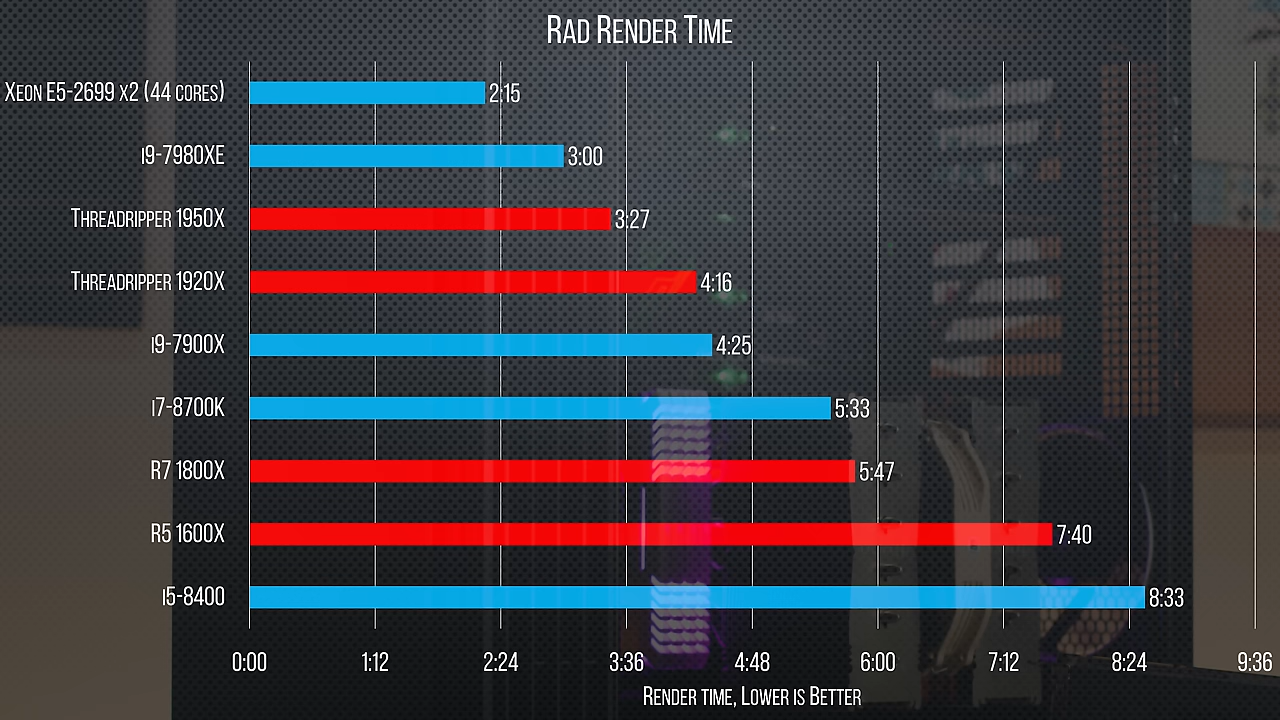 Rad Render Time
Xeon E5-2699 x2 (44 cores) 2:15
i9-7980XE 3:00
Threadripper 1950X 3:27
Threadripper 1920X 4:16
i9-7900X 4:25
i7-8700K 5:33
R7 1800X 5:47
R5 1600X 7:40
i5-8400 8:33
0:00 1:12 2:24 3:36 4:48 6:00 7:12 8:24 9:36
Render time, Lower is Better